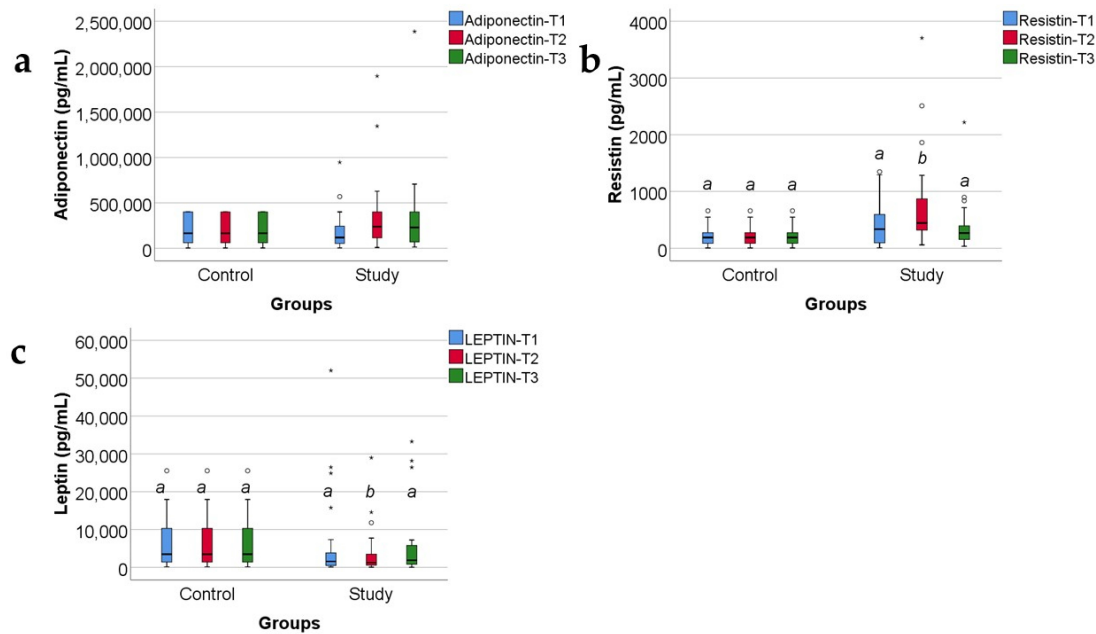 a
Adiponectin (pg/mL)
2,500,000
2,000,000
1,500,000
1,000,000
500,000
0
Control
Study
Groups
Adiponectin-T1
Adiponectin-T2
Adiponectin-T3
b
Resistin (pg/mL)
4000
3000
2000
1000
0
a
a
a
a
b
a
Control
Study
Groups
Resistin-T1
Resistin-T2
Resistin-T3
c
Leptin (pg/mL)
60,000
50,000
40,000
30,000
20,000
10,000
0
a
a
a
a
b
a
Control
Study
Groups
LEPTIN-T1
LEPTIN-T2
LEPTIN-T3